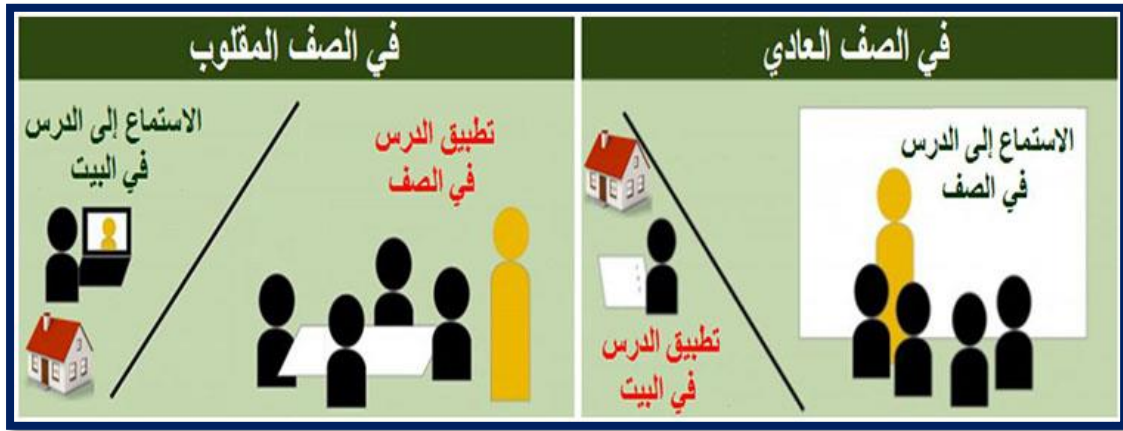 في الصف العادي
الاستماع إلى الدرس
في الصف
تطبيق الدرس
في البيت
في الصف المقلوب
تطبيق الدرس
في الصف
الاستماع إلى الدرس
في البيت